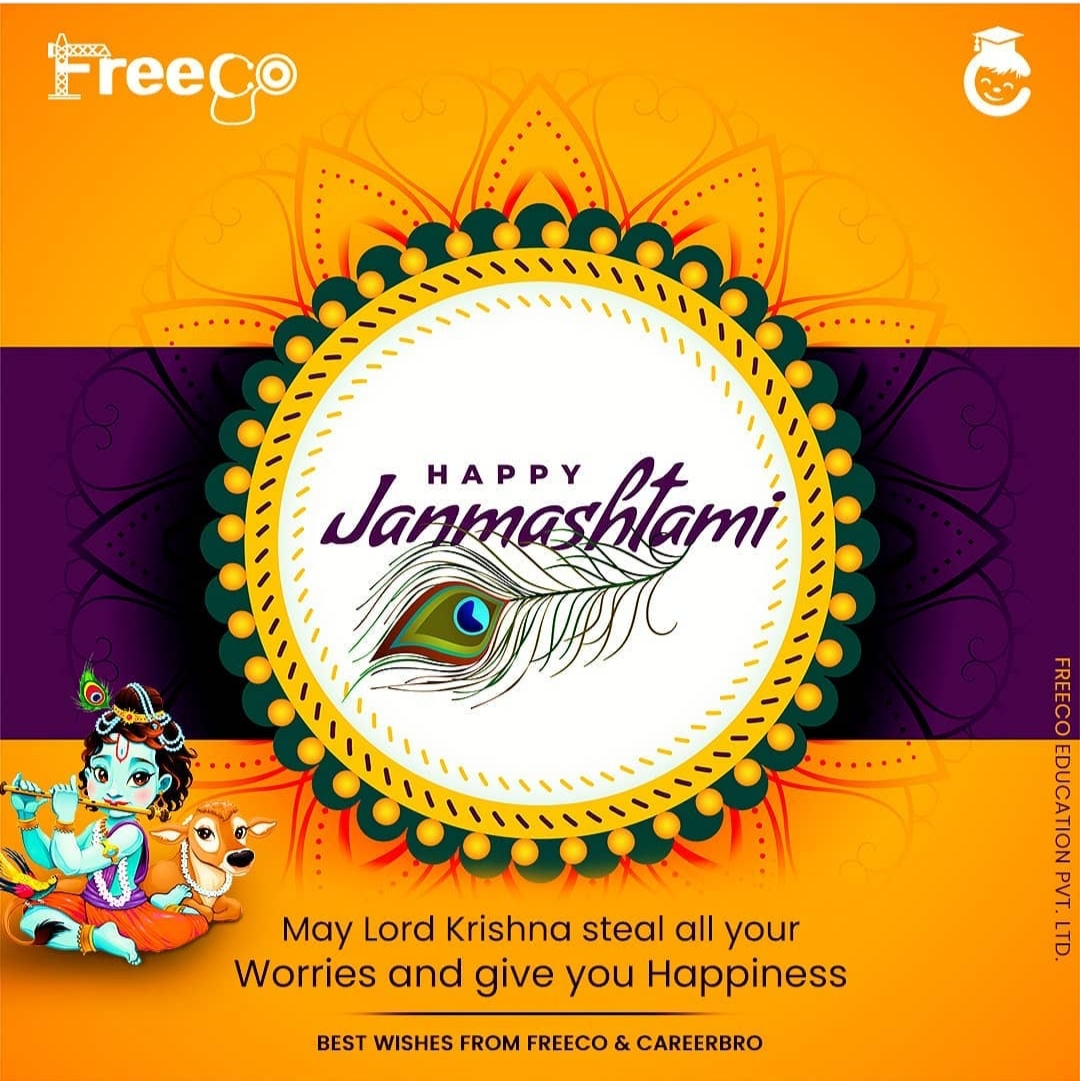 Freeco
HAPPY
Janmashtami
May Lord Krishna steal all your
Worries and give you Happiness
BEST WISHES FROM FREECO & CAREERBRO
FREECO EDUCATION PVT. LTD.